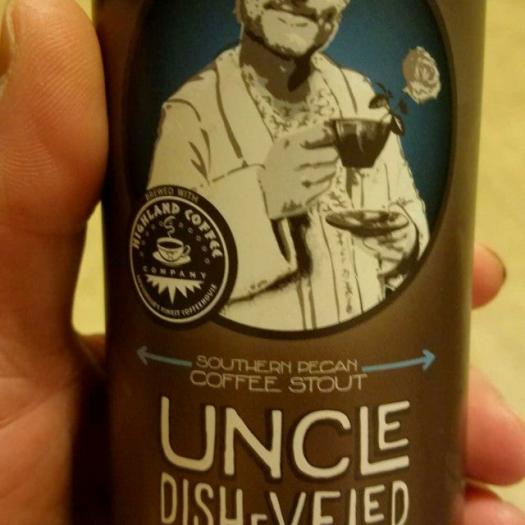 BREWED WITH
HIGHLAND COFFEE
COMPANY
SOUTHERN PECAN
COFFEE STOUT
UNCLE
DISHEVELED